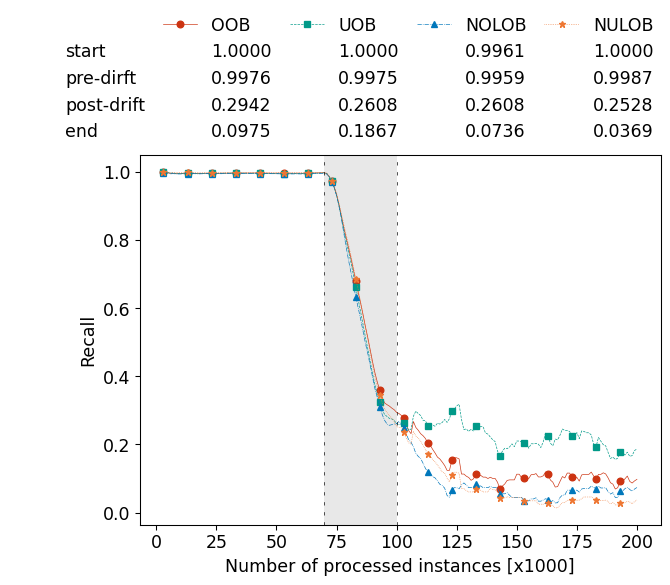 OOB UOB NOLOB NULOB
start 1.0000 1.0000 0.9961 1.0000
pre-dirft 0.9976 0.9975 0.9959 0.9987
post-drift 0.2942 0.2608 0.2608 0.2528
end 0.0975 0.1867 0.0736 0.0369
1.0
0.8
0.6
0.4
0.2
0.0
Recall
0 25 50 75 100 125 150 175 200
Number of processed instances [x1000]